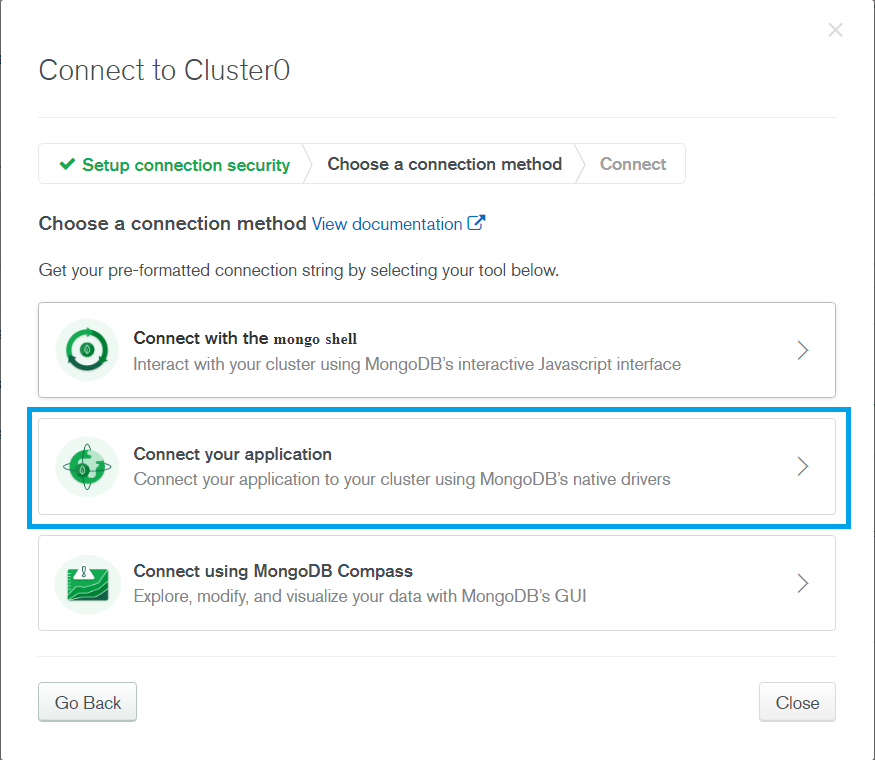 Connect to Cluster0
Setup connection security
Choose a connection method
Connect
Choose a connection method View documentation
Get your pre-formatted connection string by selecting your tool below.
Connect with the mongo shell
Interact with your cluster using MongoDB's interactive Javascript interface
Connect your application
Connect your application to your cluster using MongoDB's native drivers
Connect using MongoDB Compass
Explore, modify, and visualize your data with MongoDB's GUI
Go Back
Close